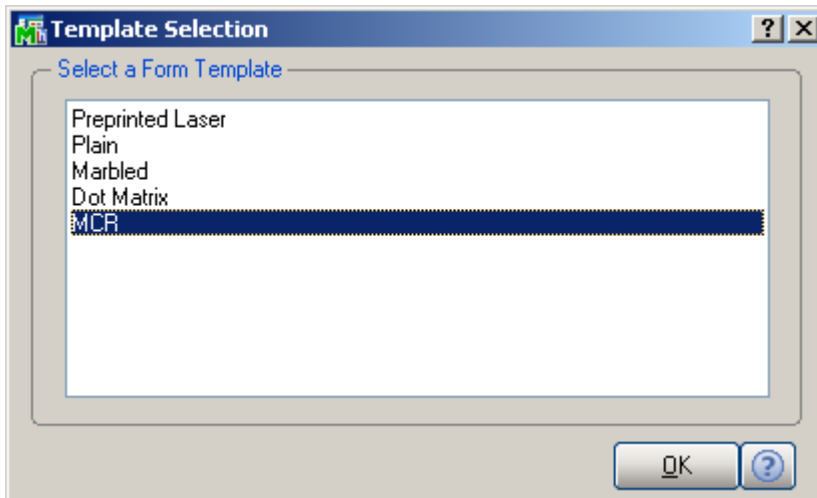 Template Selection
Select a Form Template
Preprinted Laser
Plain
Marbled
Dot Matrix
MCR
OK